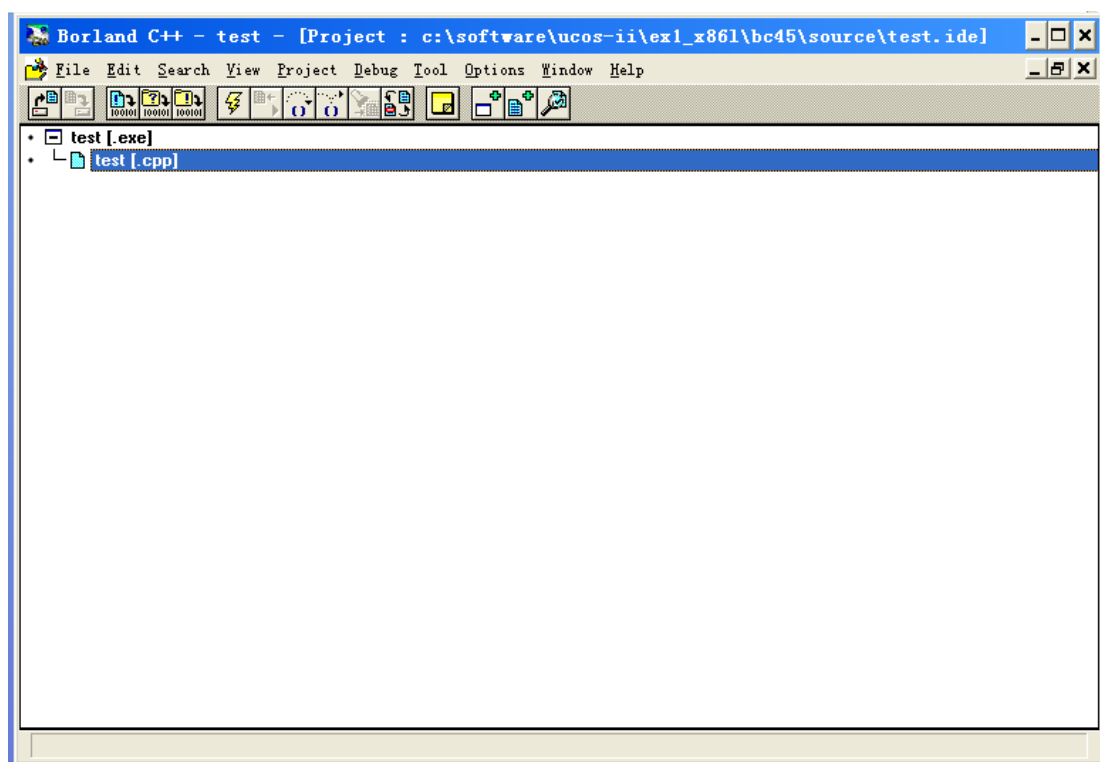 Borland C++ - test - [Project : c:\software\ucos-ii\ex1_x86l\bc45\source\test.ide]
File Edit Search View Project Debug Tool Options Window Help
test [.exe]
test [.cpp]